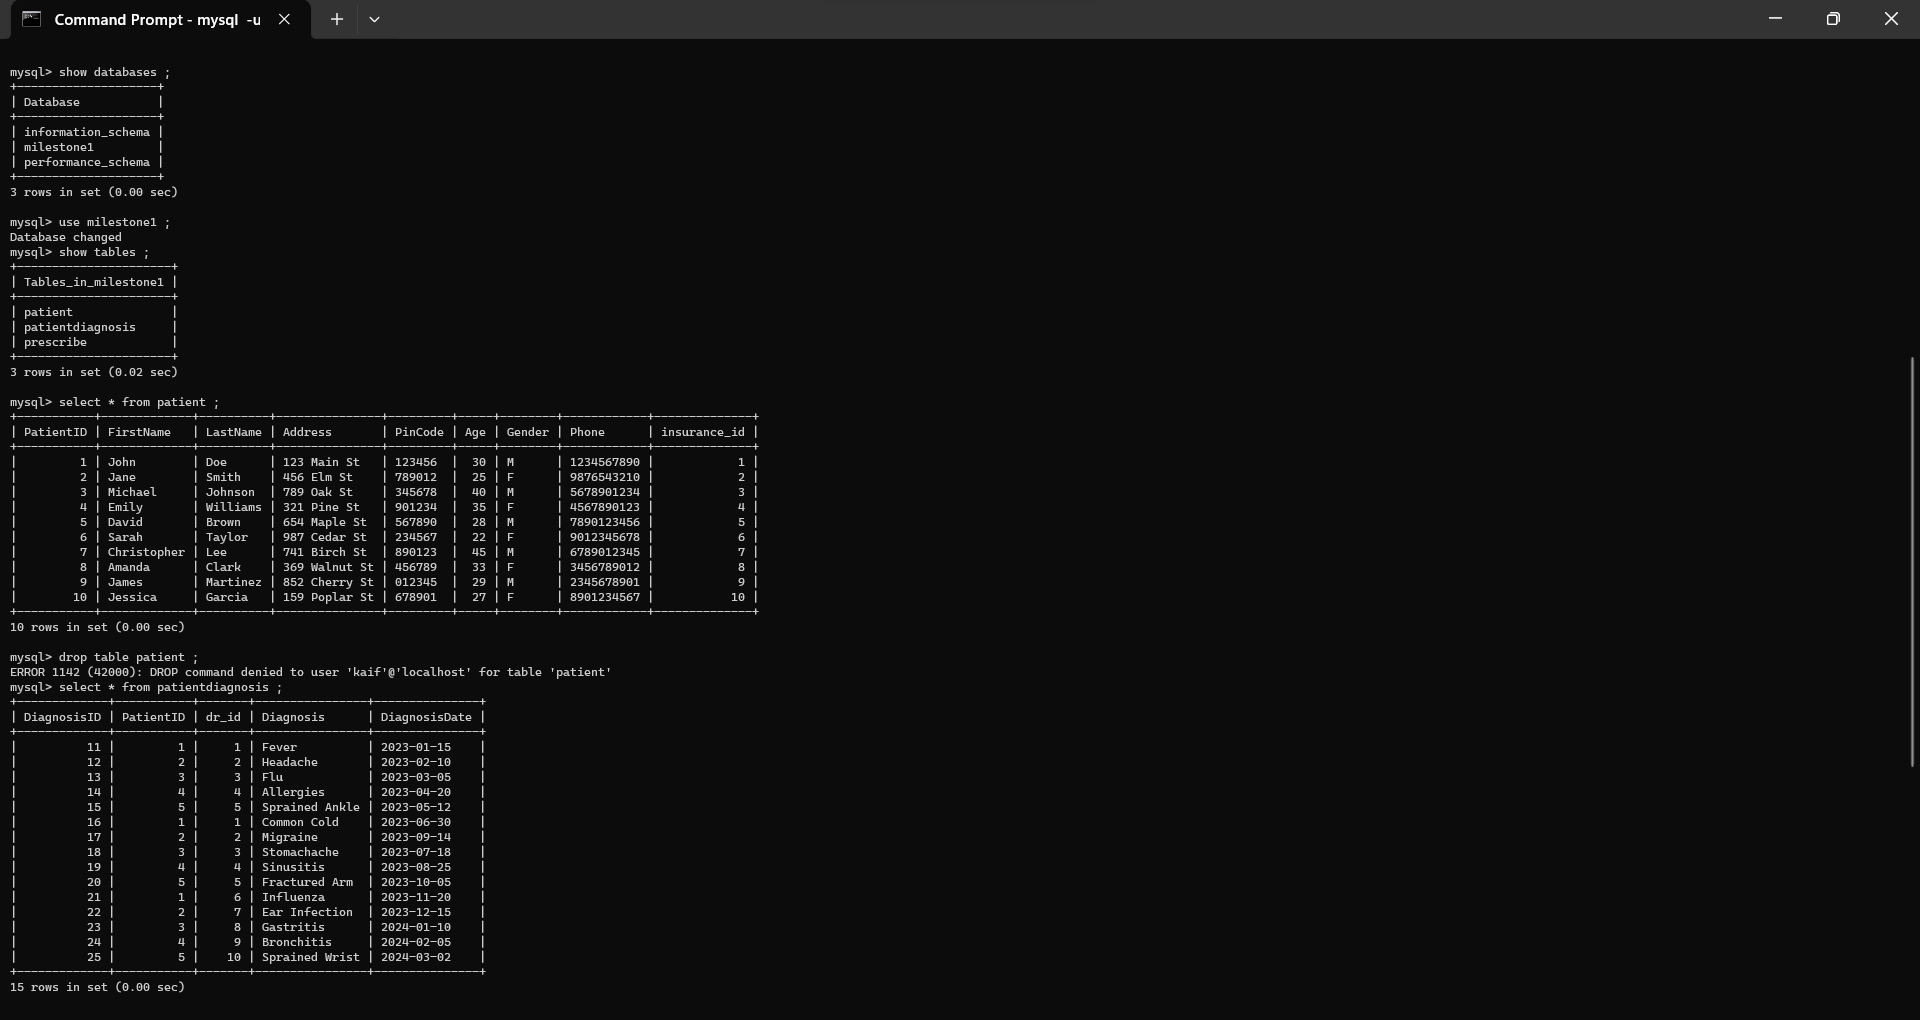 Command Prompt - mysql -u
mysql> show databases ;
+--------------------+
| Database           |
+--------------------+
| information_schema |
| milestone1         |
| performance_schema |
+--------------------+
3 rows in set (0.00 sec)
mysql> use milestone1 ;
Database changed
mysql> show tables ;
+----------------------+
| Tables_in_milestone1 |
+----------------------+
| patient              |
| patientdiagnosis     |
| prescribe            |
+----------------------+
3 rows in set (0.02 sec)
mysql> select * from patient ;
+-----------+-------------+----------+---------------+---------+-----+--------+------------+--------------+
| PatientID | FirstName   | LastName | Address       | PinCode | Age | Gender | Phone      | insurance_id |
+-----------+-------------+----------+---------------+---------+-----+--------+------------+--------------+
|         1 | John        | Doe      | 123 Main St   | 123456  |  30 | M      | 1234567890 |            1 |
|         2 | Jane        | Smith    | 456 Elm St    | 789012  |  25 | F      | 9876543210 |            2 |
|         3 | Michael     | Johnson  | 789 Oak St    | 345678  |  40 | M      | 5678901234 |            3 |
|         4 | Emily       | Williams | 321 Pine St   | 901234  |  35 | F      | 4567890123 |            4 |
|         5 | David       | Brown    | 654 Maple St  | 567890  |  28 | M      | 7890123456 |            5 |
|         6 | Sarah       | Taylor   | 987 Cedar St  | 234567  |  22 | F      | 9012345678 |            6 |
|         7 | Christopher | Lee      | 741 Birch St  | 890123  |  45 | M      | 6789012345 |            7 |
|         8 | Amanda      | Clark    | 369 Walnut St | 456789  |  33 | F      | 3456789012 |            8 |
|         9 | James       | Martinez | 852 Cherry St | 012345  |  29 | M      | 2345678901 |            9 |
|        10 | Jessica     | Garcia   | 159 Poplar St | 678901  |  27 | F      | 8901234567 |           10 |
+-----------+-------------+----------+---------------+---------+-----+--------+------------+--------------+
10 rows in set (0.00 sec)
mysql> drop table patient ;
ERROR 1142 (42000): DROP command denied to user 'kaif'@'localhost' for table 'patient'
mysql> select * from patientdiagnosis ;
+-------------+-----------+-------+----------------+---------------+
| DiagnosisID | PatientID | dr_id | Diagnosis      | DiagnosisDate |
+-------------+-----------+-------+----------------+---------------+
|          11 |         1 |     1 | Fever          | 2023-01-15    |
|          12 |         2 |     2 | Headache       | 2023-02-10    |
|          13 |         3 |     3 | Flu            | 2023-03-05    |
|          14 |         4 |     4 | Allergies      | 2023-04-20    |
|          15 |         5 |     5 | Sprained Ankle | 2023-05-12    |
|          16 |         1 |     1 | Common Cold    | 2023-06-30    |
|          17 |         2 |     2 | Migraine       | 2023-09-14    |
|          18 |         3 |     3 | Stomachache    | 2023-07-18    |
|          19 |         4 |     4 | Sinusitis      | 2023-08-25    |
|          20 |         5 |     5 | Fractured Arm  | 2023-10-05    |
|          21 |         1 |     6 | Influenza      | 2023-11-20    |
|          22 |         2 |     7 | Ear Infection  | 2023-12-15    |
|          23 |         3 |     8 | Gastritis      | 2024-01-10    |
|          24 |         4 |     9 | Bronchitis     | 2024-02-05    |
|          25 |         5 |    10 | Sprained Wrist | 2024-03-02    |
+-------------+-----------+-------+----------------+---------------+
15 rows in set (0.00 sec)